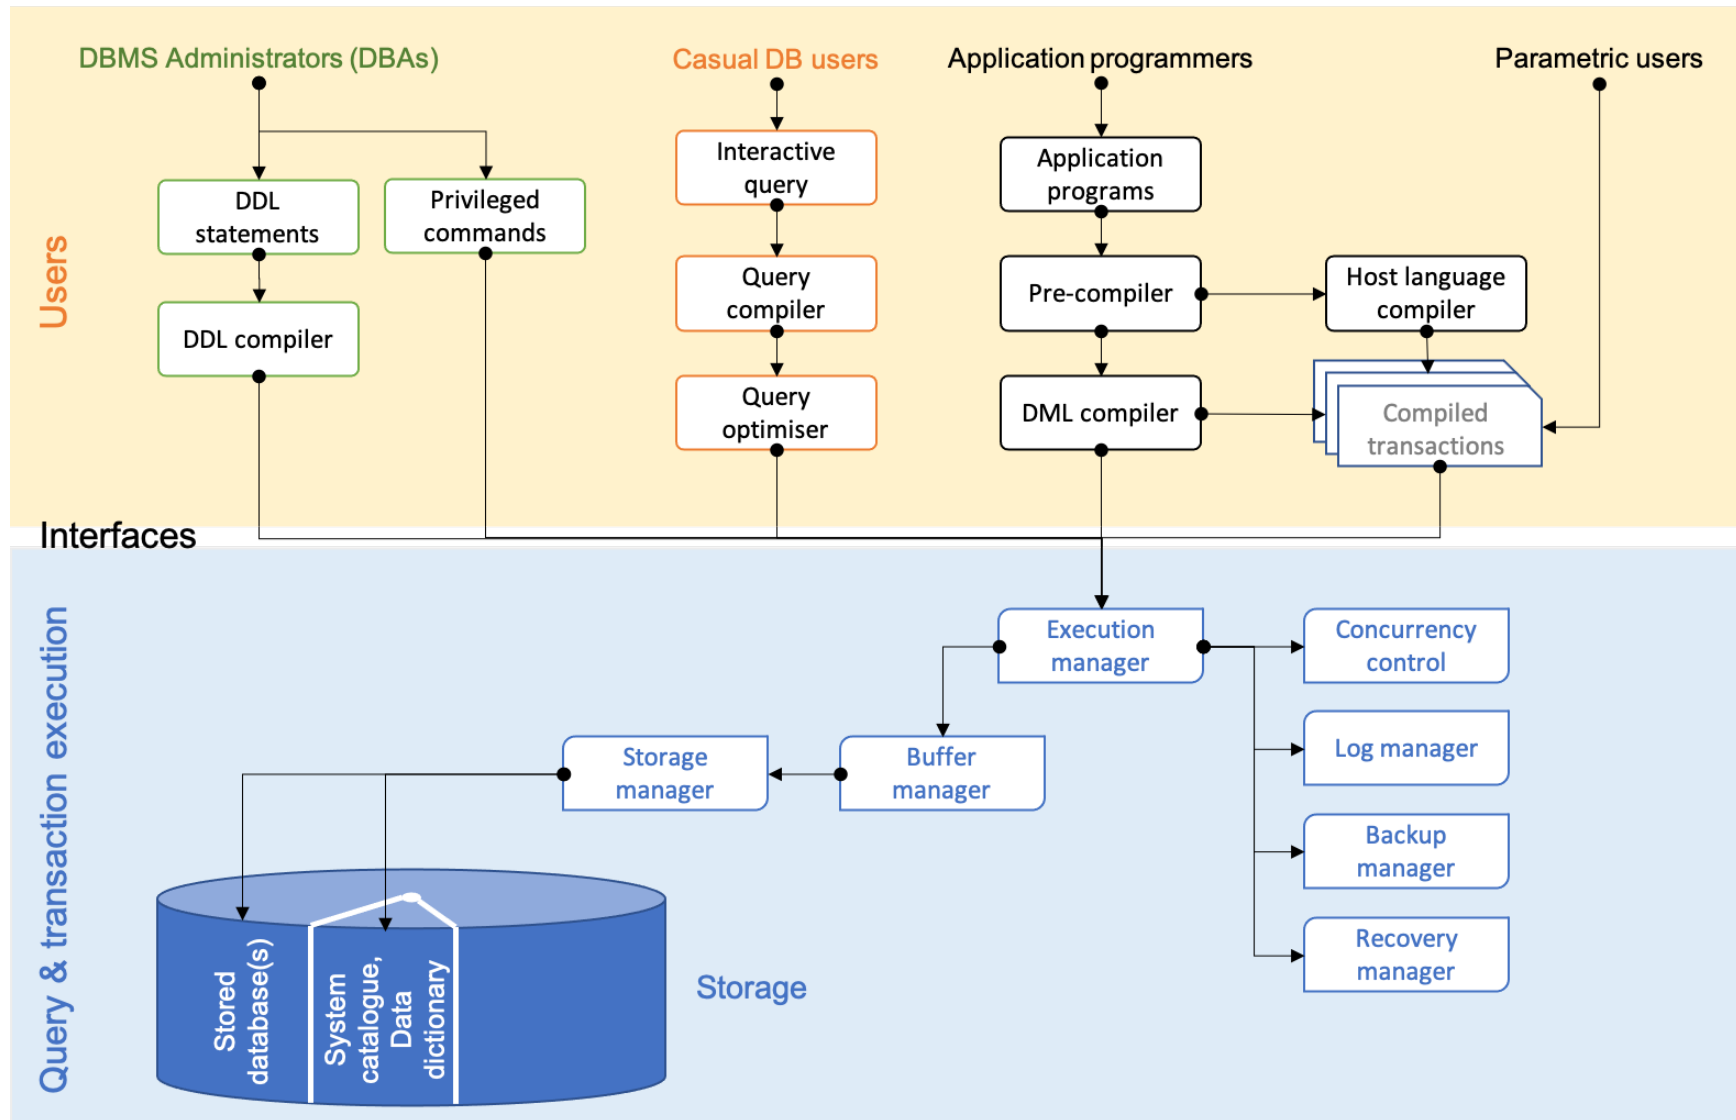 DBMS Administrators (DBAs)
Casual DB users
Application programmers
Parametric users
Users
DDL
statements
Privileged
commands
Interactive
query
Application
programs
DDL compiler
Query
compiler
Pre-compiler
Host language
compiler
Query
optimiser
DML compiler
Compiled
transactions
Interfaces
Query & transaction execution
Execution
manager
Concurrency
control
Storage
manager
Buffer
manager
Log manager
Backup
manager
Recovery
manager
Stored
database(s)
System
catalogue,
Data
dictionary
Storage